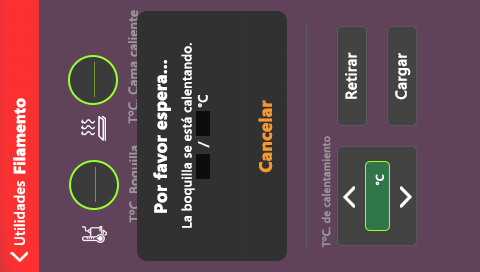 Utilidades Filamento
T°C. Boquilla
T°C. Cama caliente
Por favor espera...
La boquilla se está calentando.
/ °C
Cancelar
T°C. de calentamiento
°C
Retirar
Cargar